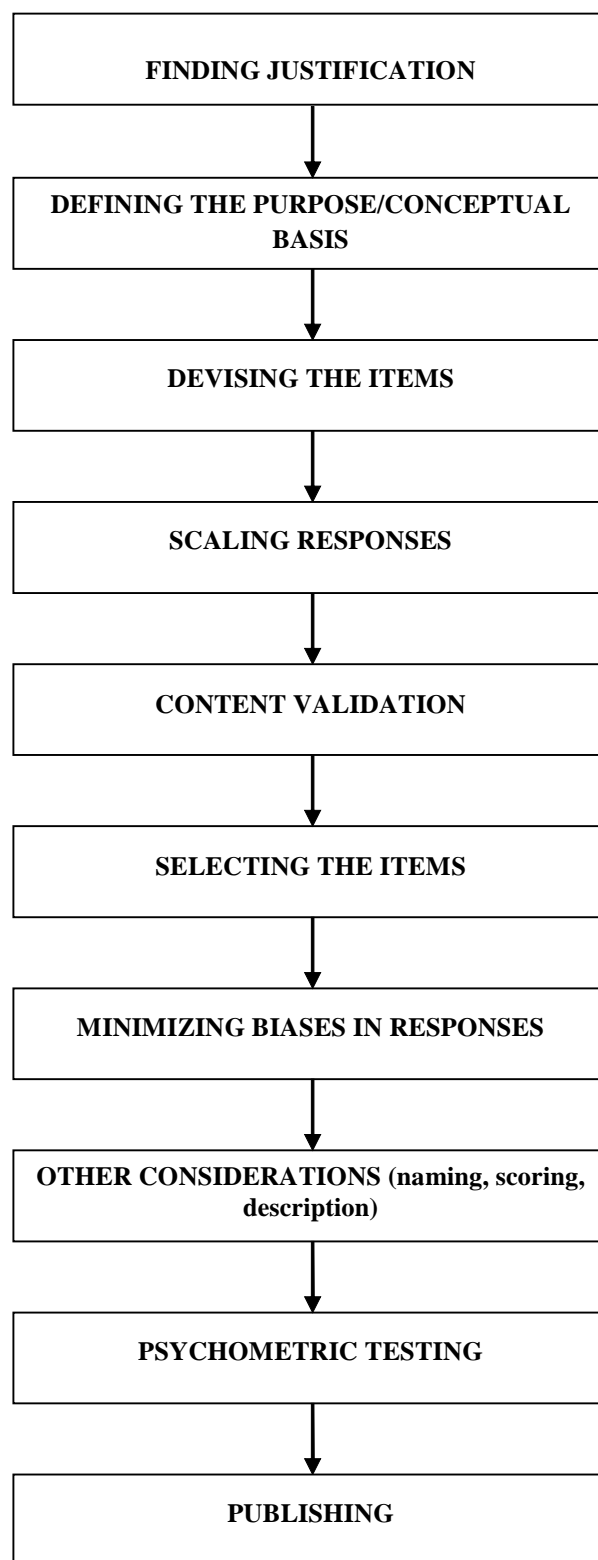 FINDING JUSTIFICATION
DEFINING THE PURPOSE/CONCEPTUAL
BASIS
DEVISING THE ITEMS
SCALING RESPONSES
CONTENT VALIDATION
SELECTING THE ITEMS
MINIMIZING BIASES IN RESPONSES
OTHER CONSIDERATIONS (naming, scoring,
description)
PSYCHOMETRIC TESTING
PUBLISHING